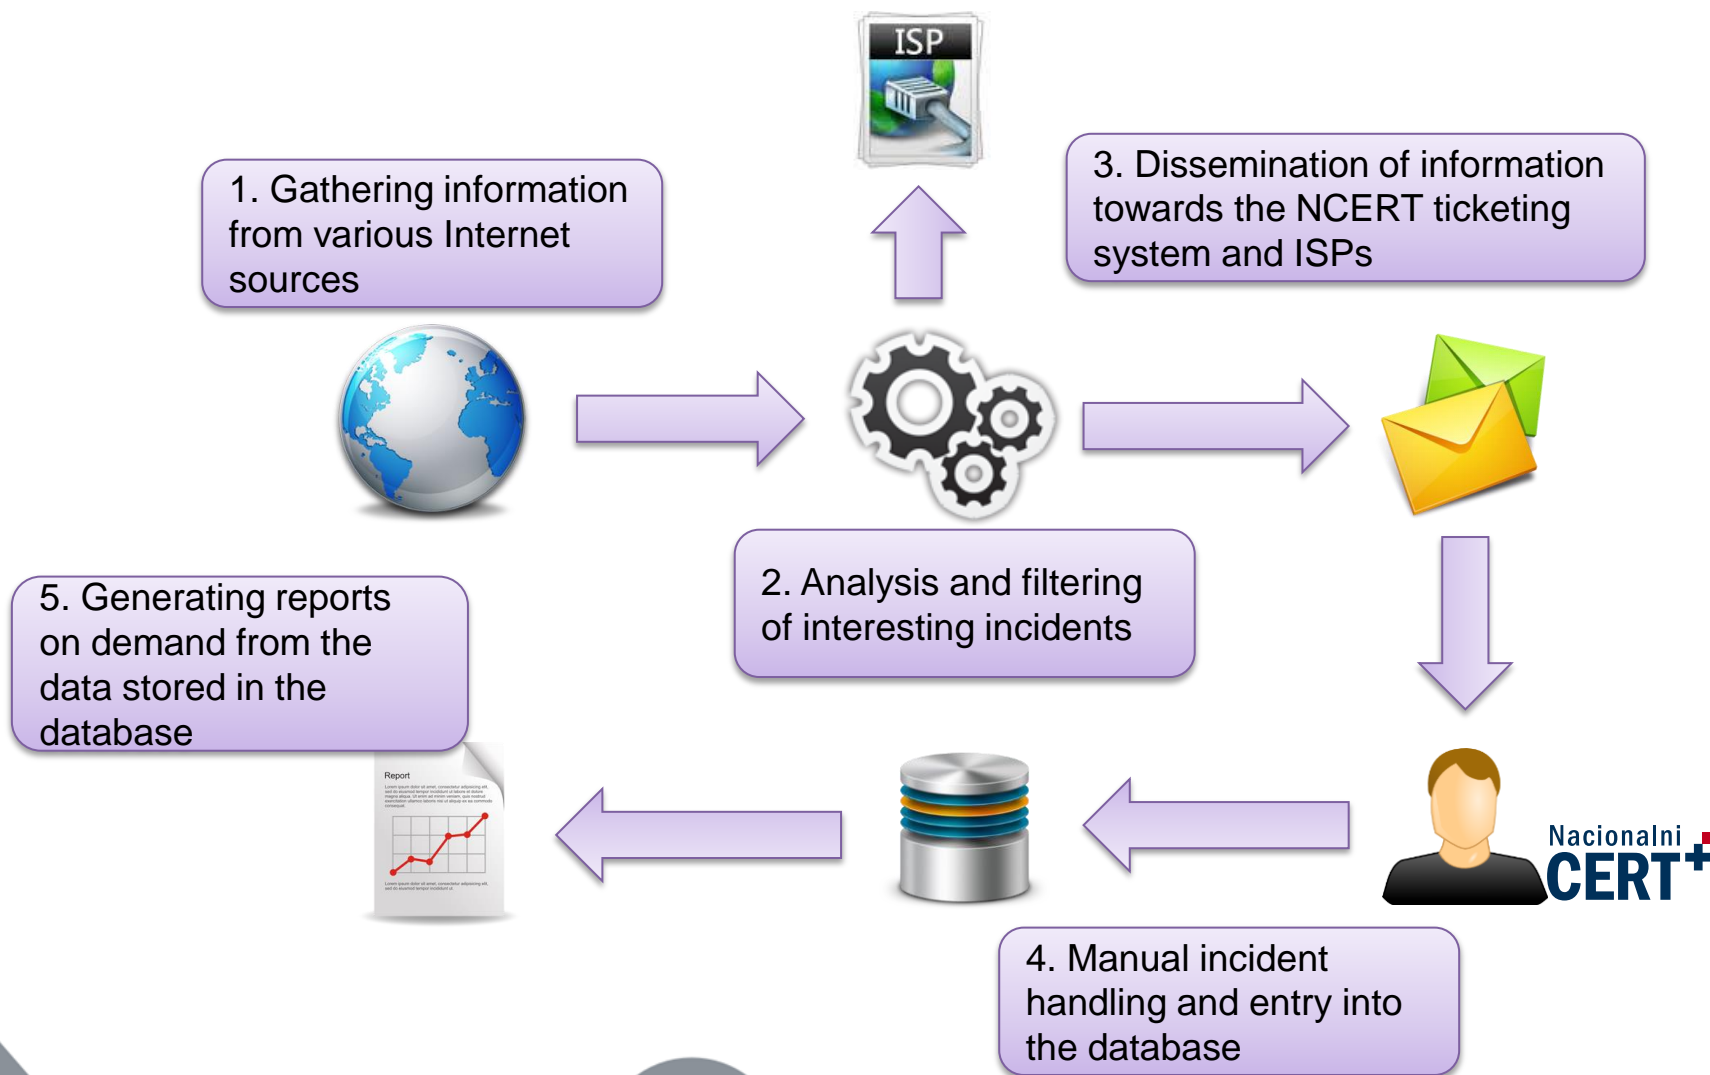 ISP
1. Gathering information
from various Internet
sources
3. Dissemination of information
towards the NCERT ticketing
system and ISPs
2. Analysis and filtering
of interesting incidents
5. Generating reports
on demand from the
data stored in the
database
Report
Nacionalni
CERT
4. Manual incident
handling and entry into
the database